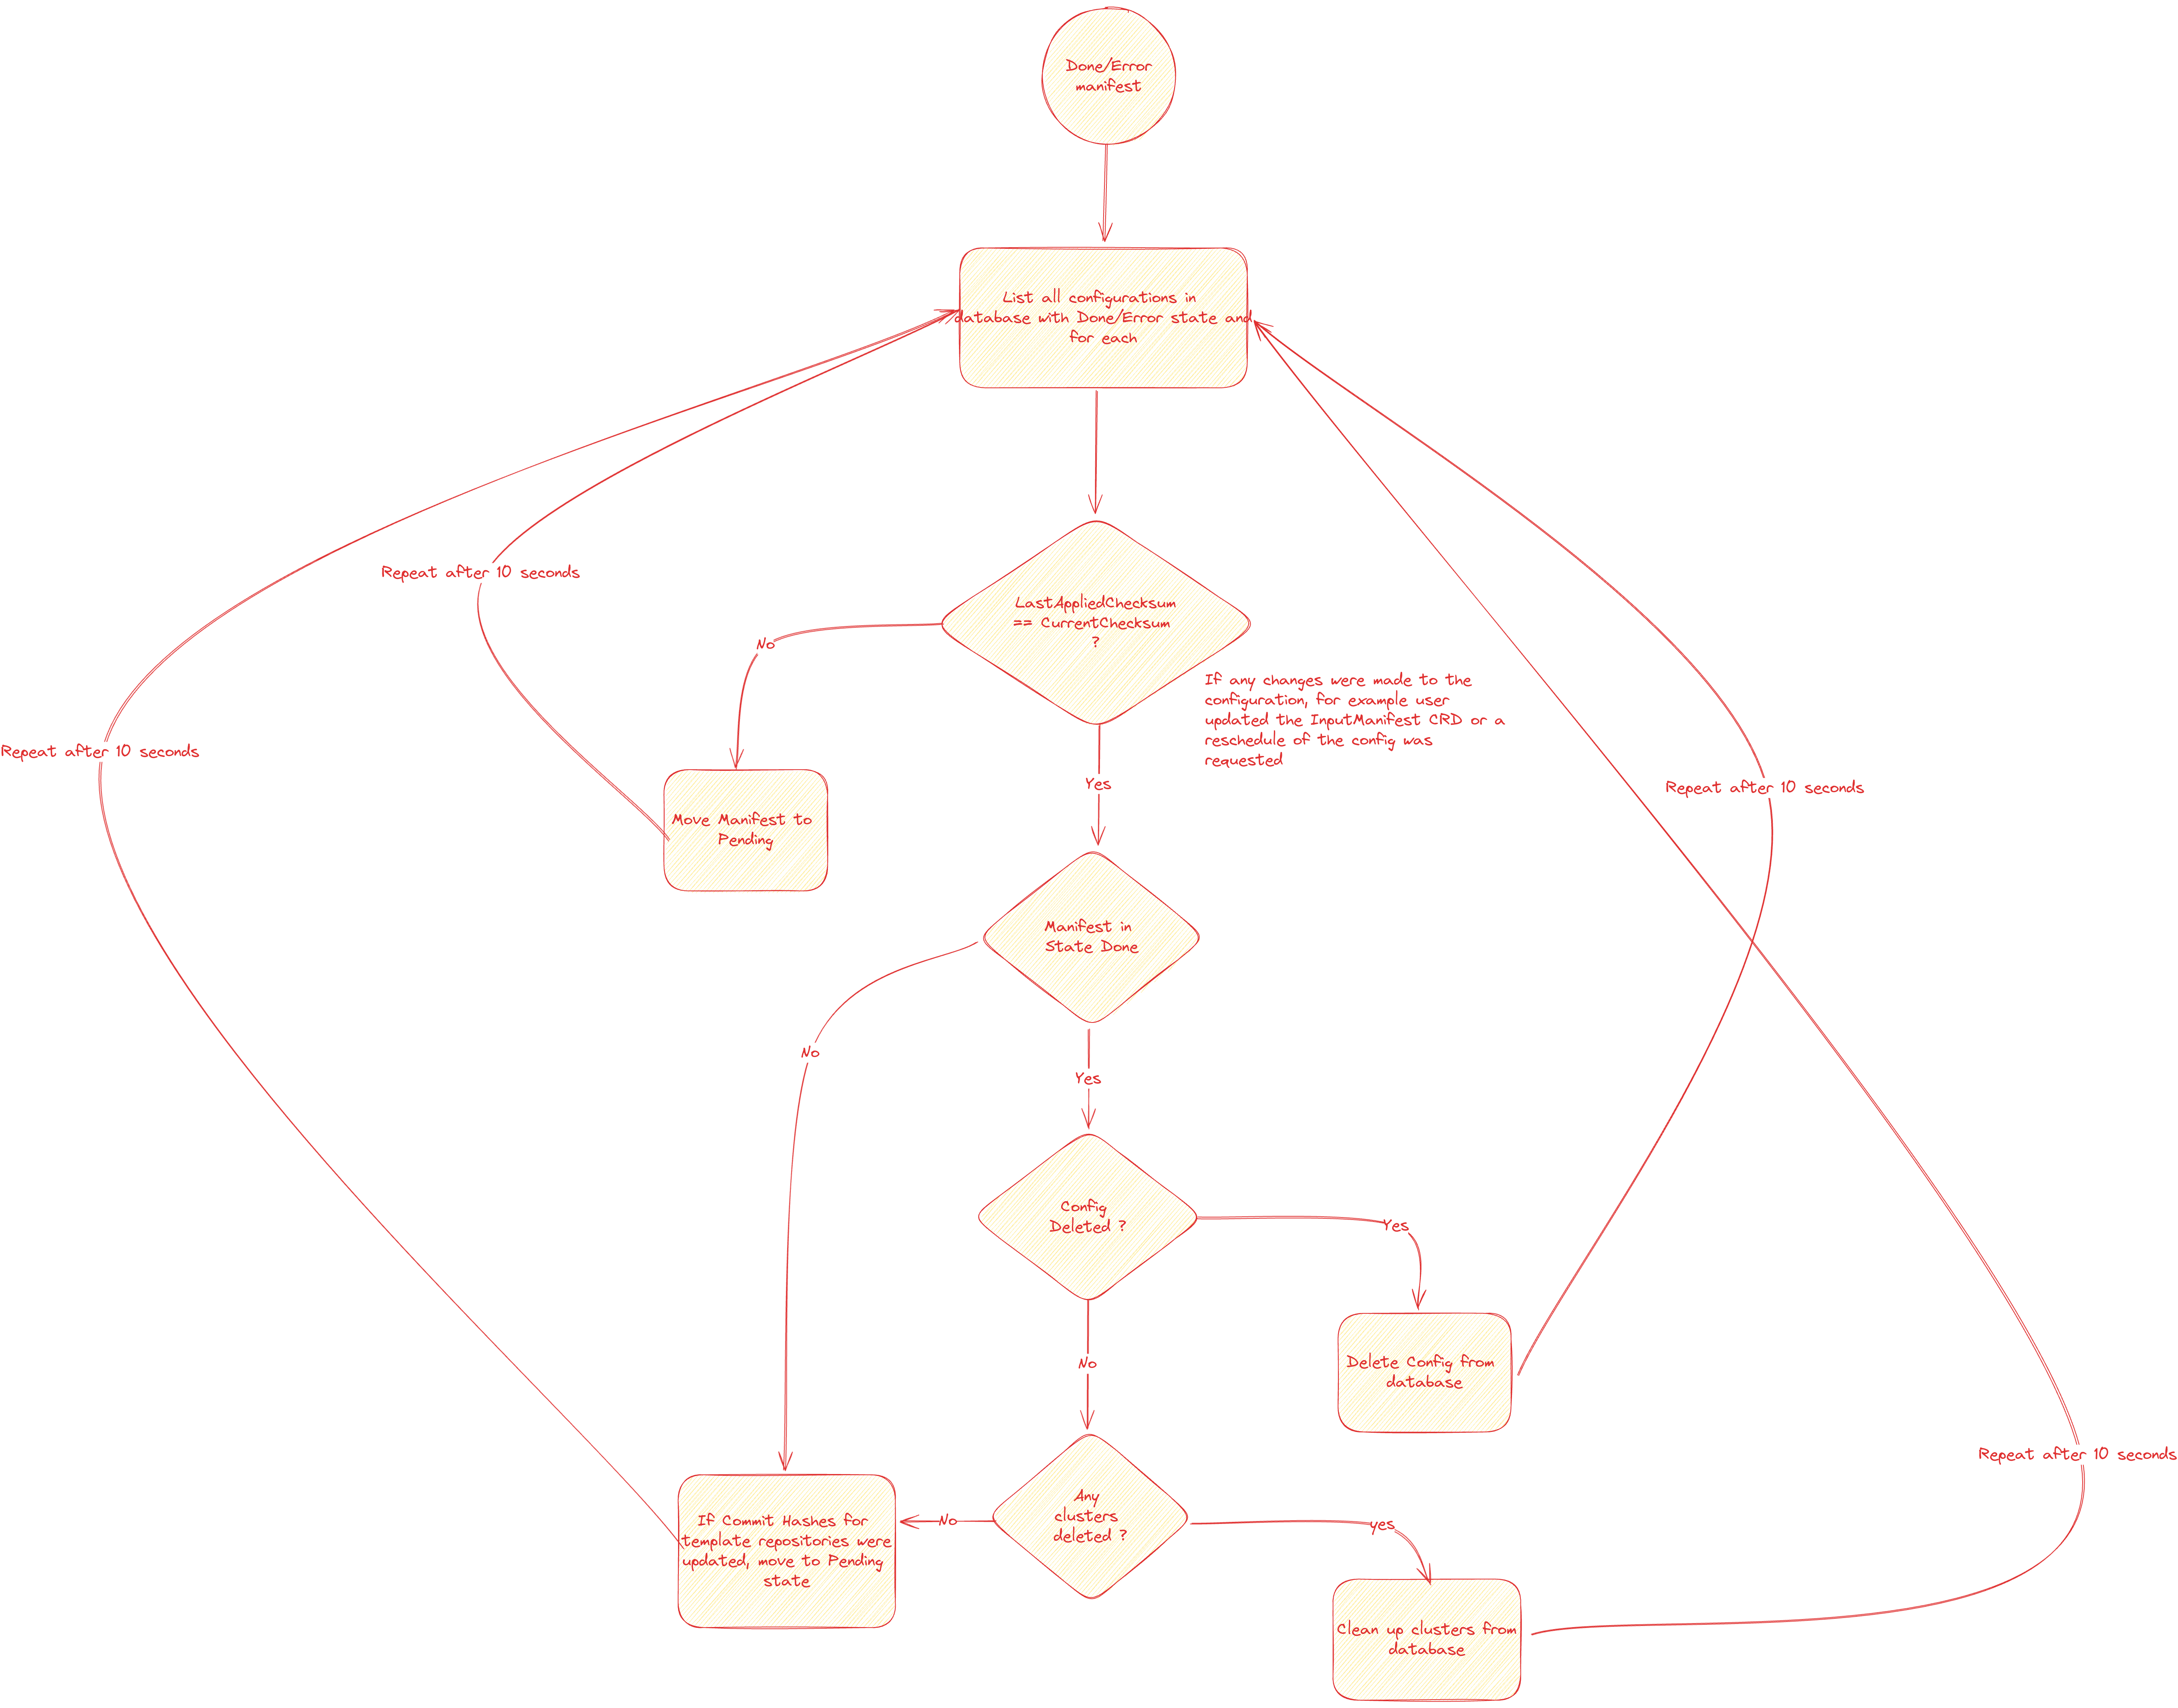 Done/Error
manifest
List all configurations in
database with Done/Error state and
for each
Repeat after 10 seconds
LastAppliedChecksum
== CurrentChecksum
?
No
If any changes were made to the
configuration, for example user
updated the InputManifest CRD or a
reschedule of the config was
requested
Repeat after 10 seconds
Yes
Repeat after 10 seconds
Move Manifest to
Pending
Manifest in
State Done
No
Yes
Config
Deleted ?
Yes
No
Delete Config from
database
Repeat after 10 seconds
Any
clusters
deleted ?
No
yes
If Commit Hashes for
template repositories were
updated, move to Pending
state
Clean up clusters from
database